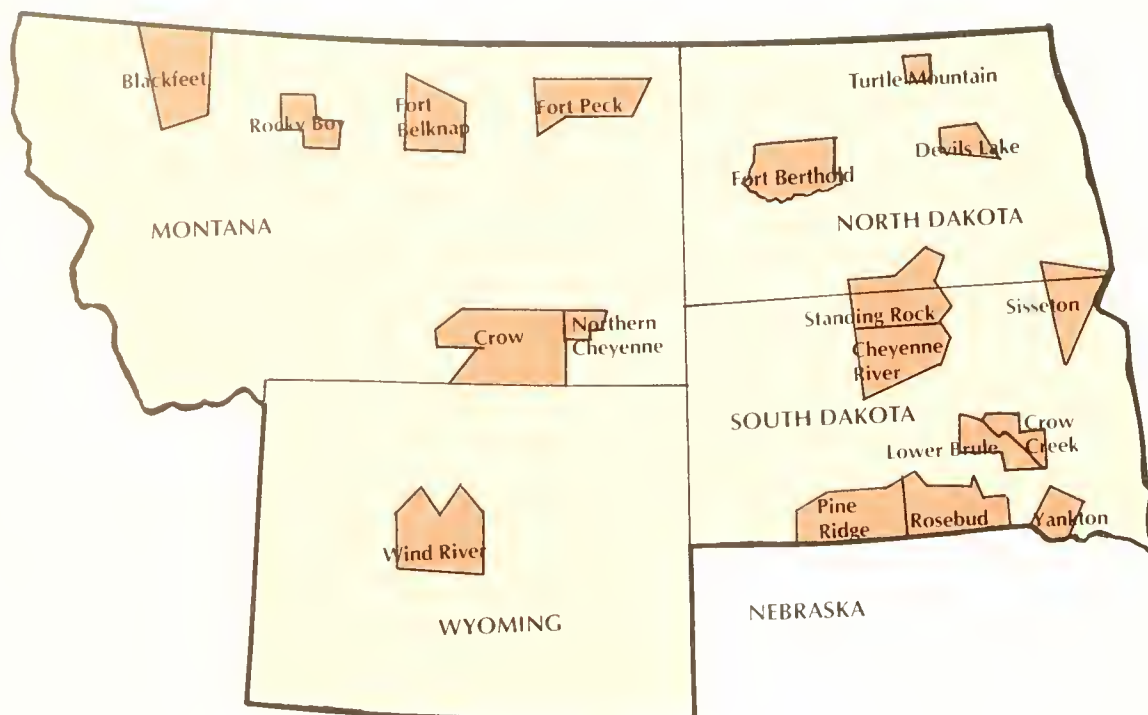 Blackfeet
Rocky Boy
Fort
Belknap
Fort Peck
Turtle Mountain
Devils Lake
Fort Berthold
MONTANA
NORTH DAKOTA
Crow
Northern
Cheyenne
Standing Rock
Sisseton
Cheyenne
River
SOUTH DAKOTA
Crow
Creek
Lower Brule
Pine
Ridge
Rosebud
Yankton
Wind River
WYOMING
NEBRASKA